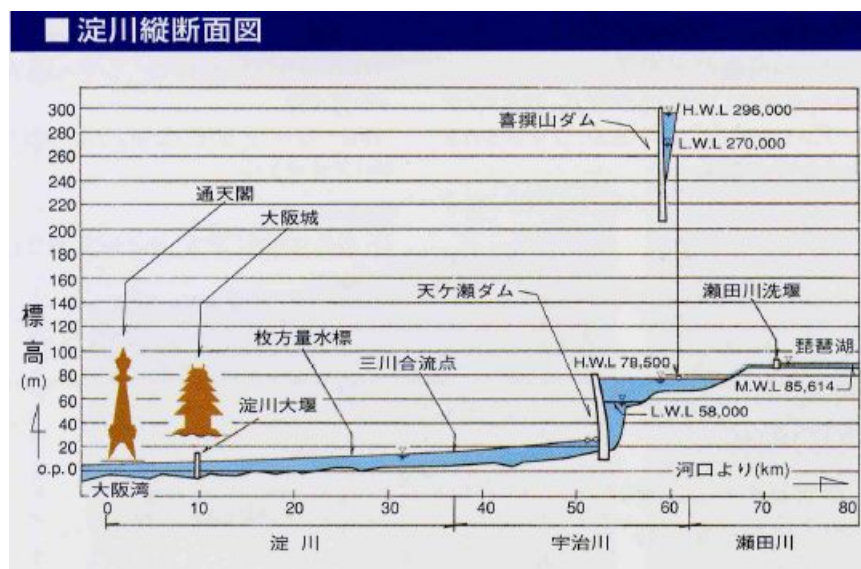 ■淀川縦断面図
300
280
260
240
220
200
180
160
140
120
100
80
60
40
20
o.p.0
標高
(m)
喜撰山ダム
H.W.L 296,000
L.W.L 270,000
通天閣
大阪城
天ケ瀬ダム
瀬田川洗堰
枚方量水標
三川合流点
H.W.L 78,500
琵琶湖
M.W.L 85,614
淀川大堰
L.W.L 58,000
河口より(km)
大阪湾
0 10 20 30 40 50 60 70 80
淀川 宇治川 瀬田川